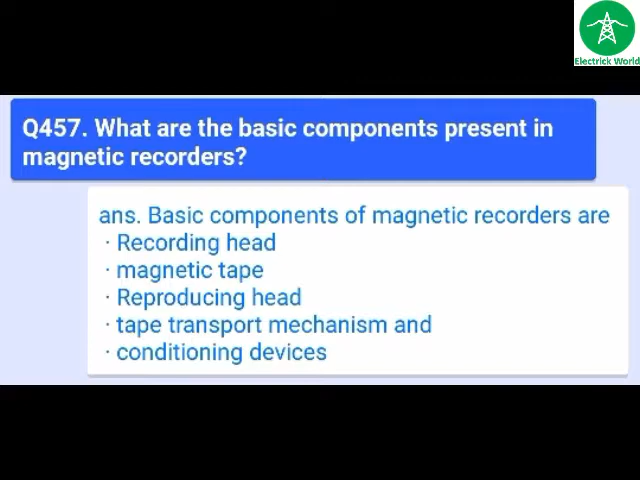 Electrick World
Q457. What are the basic components present in
magnetic recorders?
ans. Basic components of magnetic recorders are
· Recording head
· magnetic tape
· Reproducing head
· tape transport mechanism and
· conditioning devices